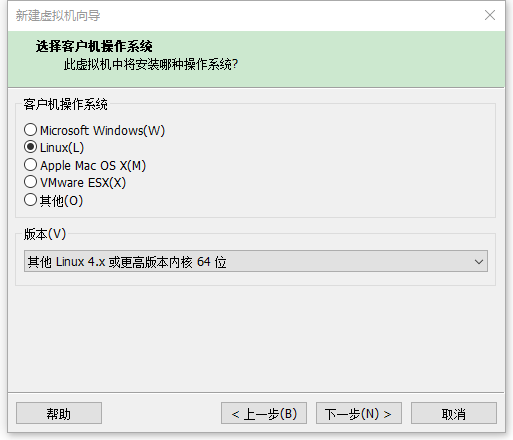 新建虚拟机向导
选择客户机操作系统
此虚拟机中将安装哪种操作系统?
客户机操作系统
Microsoft Windows(W)
Linux(L)
Apple Mac OS X(M)
VMware ESX(X)
其他(O)
版本(V)
其他 Linux 4.x 或更高版本内核 64 位
帮助
< 上一步(B)
下一步(N) >
取消